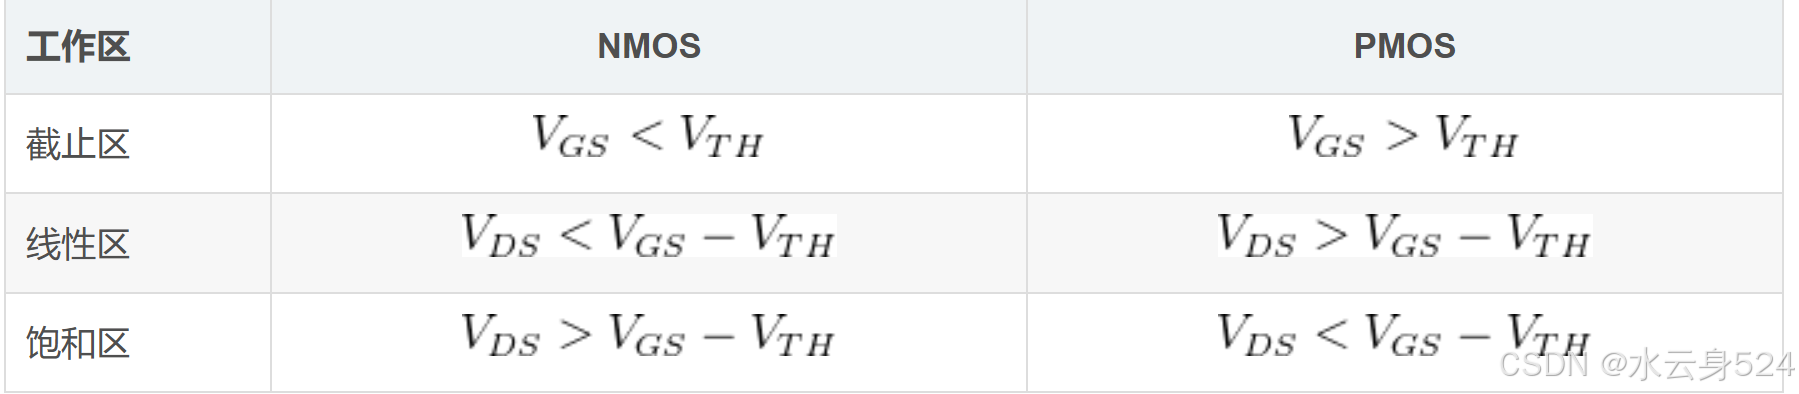 工作区 NMOS PMOS
截止区 V_{GS} < V_{TH} V_{GS} > V_{TH}
线性区 V_{DS} < V_{GS} − V_{TH} V_{DS} > V_{GS} − V_{TH}
饱和区 V_{DS} > V_{GS} − V_{TH} V_{DS} < V_{GS} − V_{TH}
CSDN @水云身524